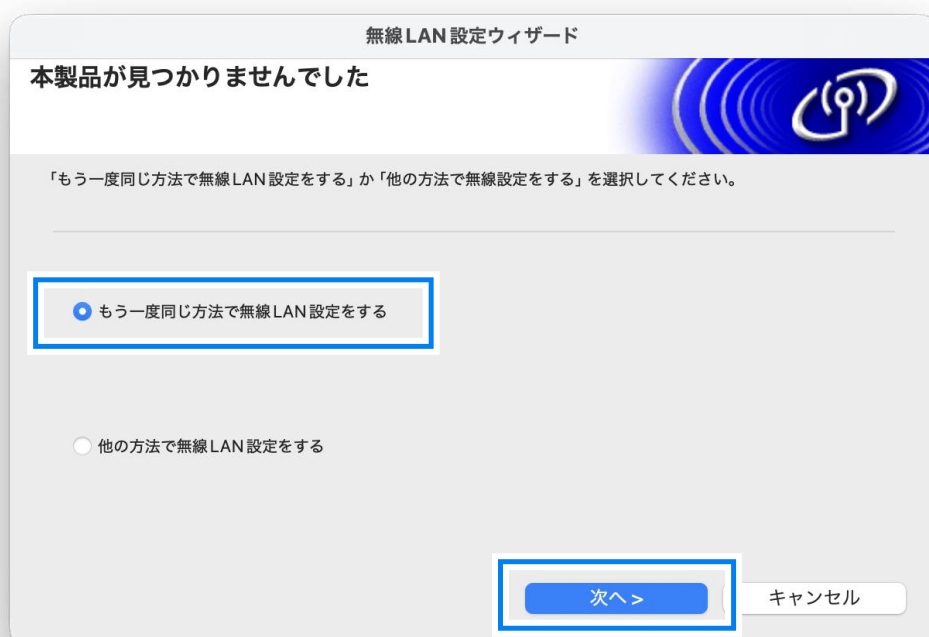 無線LAN設定ウィザード
本製品が見つかりませんでした
「もう一度同じ方法で無線LAN設定をする」か「他の方法で無線設定をする」を選択してください。
もう一度同じ方法で無線LAN設定をする
他の方法で無線LAN設定をする
次へ >
キャンセル